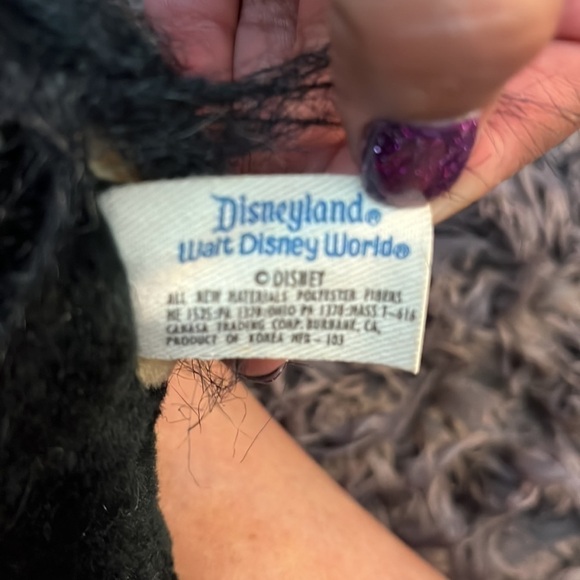 Disneyland®
Walt Disney World®
© DISNEY
ALL NEW MATERIALS POLYESTER FIBERS
ME 1525:PA 1378:OHIO PA 1378:MASS T-616
CANASA TRADING CORP. BURBANK, CA,
PRODUCT OF KOREA MFG-103